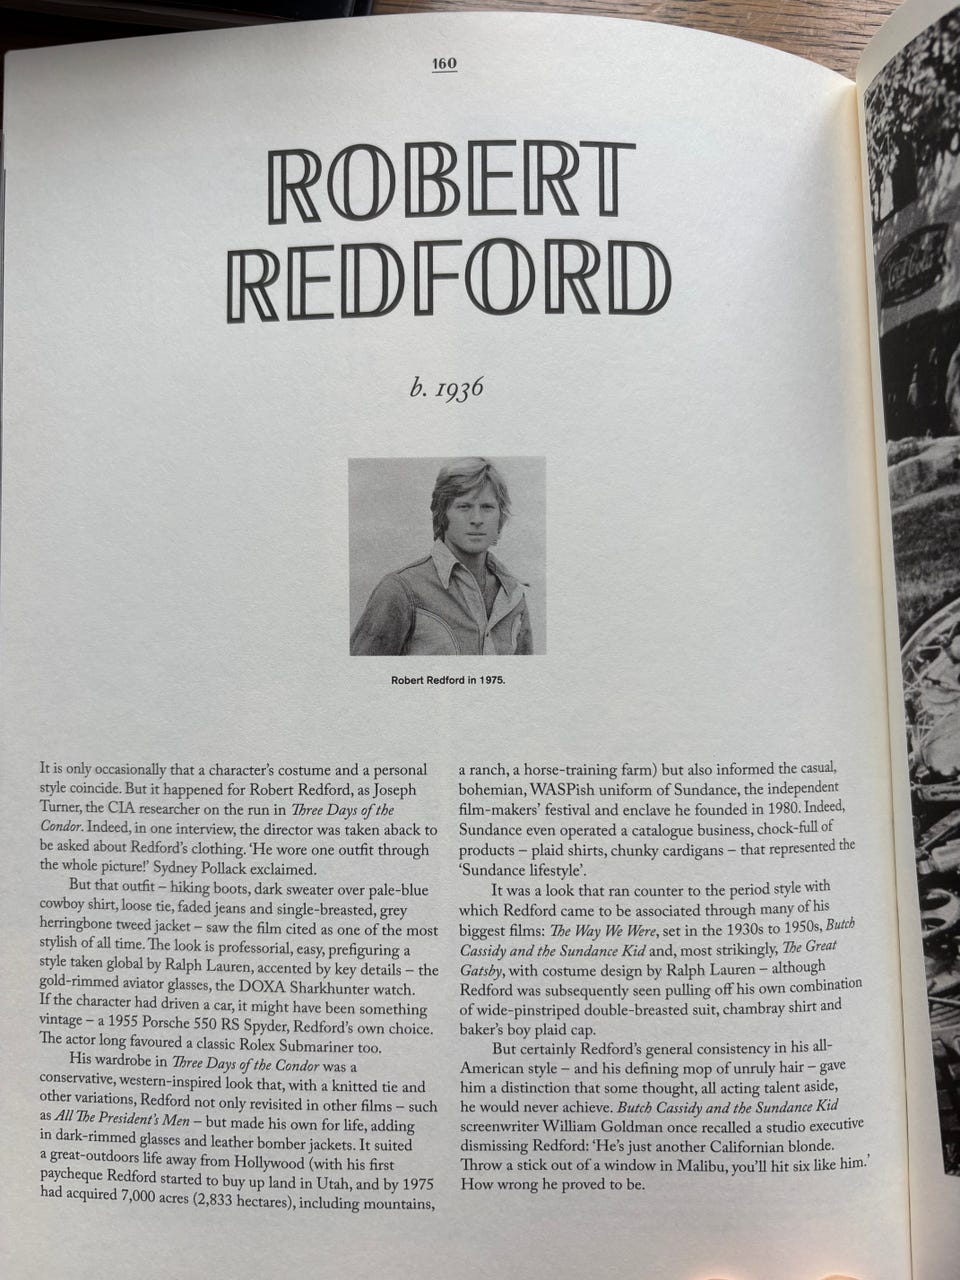 160
ROBERT
REDFORD
b. 1936
Robert Redford in 1975.
It is only occasionally that a character's costume and a personal
style coincide. But it happened for Robert Redford, as Joseph
Turner, the CIA researcher on the run in Three Days of the
Condor. Indeed, in one interview, the director was taken aback to
be asked about Redford's clothing. 'He wore one outfit through
the whole picture!' Sydney Pollack exclaimed.
But that outfit – hiking boots, dark sweater over pale-blue
cowboy shirt, loose tie, faded jeans and single-breasted, grey
herringbone tweed jacket – saw the film cited as one of the most
stylish of all time. The look is professorial, easy, prefiguring a
style taken global by Ralph Lauren, accented by key details – the
gold-rimmed aviator glasses, the DOXA Sharkhunter watch.
If the character had driven a car, it might have been something
vintage – a 1955 Porsche 550 RS Spyder, Redford's own choice.
The actor long favoured a classic Rolex Submariner too.
His wardrobe in Three Days of the Condor was a
conservative, western-inspired look that, with a knitted tie and
other variations, Redford not only revisited in other films – such
as All The President's Men – but made his own for life, adding
in dark-rimmed glasses and leather bomber jackets. It suited
a great-outdoors life away from Hollywood (with his first
paycheque Redford started to buy up land in Utah, and by 1975
had acquired 7,000 acres (2,833 hectares), including mountains,
a ranch, a horse-training farm) but also informed the casual,
bohemian, WASPish uniform of Sundance, the independent
film-makers' festival and enclave he founded in 1980. Indeed,
Sundance even operated a catalogue business, chock-full of
products – plaid shirts, chunky cardigans – that represented the
'Sundance lifestyle'.
It was a look that ran counter to the period style with
which Redford came to be associated through many of his
biggest films: The Way We Were, set in the 1930s to 1950s, Butch
Cassidy and the Sundance Kid and, most strikingly, The Great
Gatsby, with costume design by Ralph Lauren – although
Redford was subsequently seen pulling off his own combination
of wide-pinstriped double-breasted suit, chambray shirt and
baker's boy plaid cap.
But certainly Redford's general consistency in his all-
American style – and his defining mop of unruly hair – gave
him a distinction that some thought, all acting talent aside,
he would never achieve. Butch Cassidy and the Sundance Kid
screenwriter William Goldman once recalled a studio executive
dismissing Redford: 'He's just another Californian blonde.
Throw a stick out of a window in Malibu, you'll hit six like him.'
How wrong he proved to be.
Coca-Cola